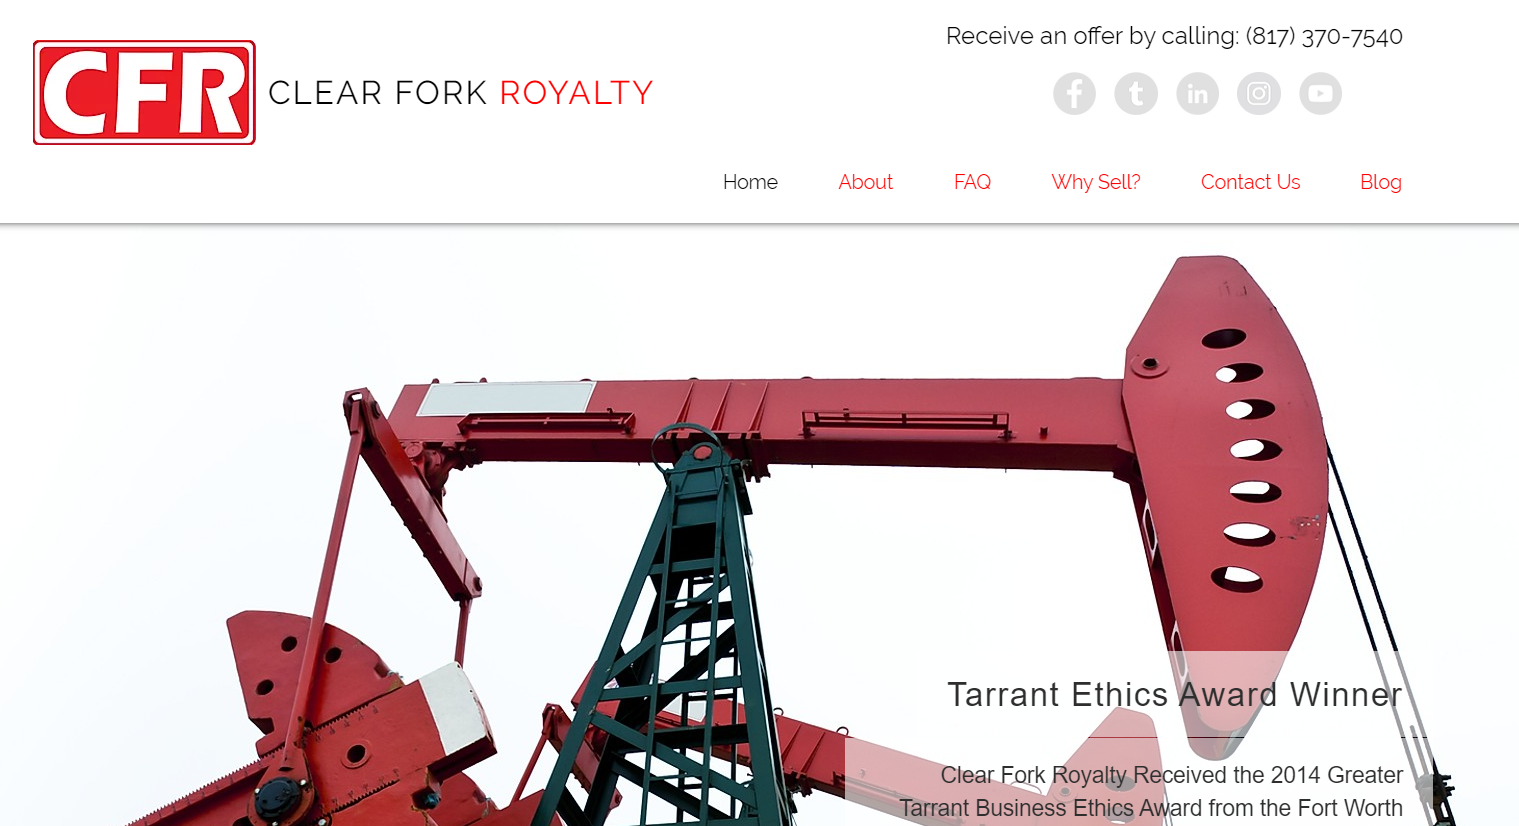 Receive an offer by calling: (817) 370-7540
CFR
CLEAR FORK ROYALTY
Home About FAQ Why Sell? Contact Us Blog
Tarrant Ethics Award Winner
Clear Fork Royalty Received the 2014 Greater
Tarrant Business Ethics Award from the Fort Worth